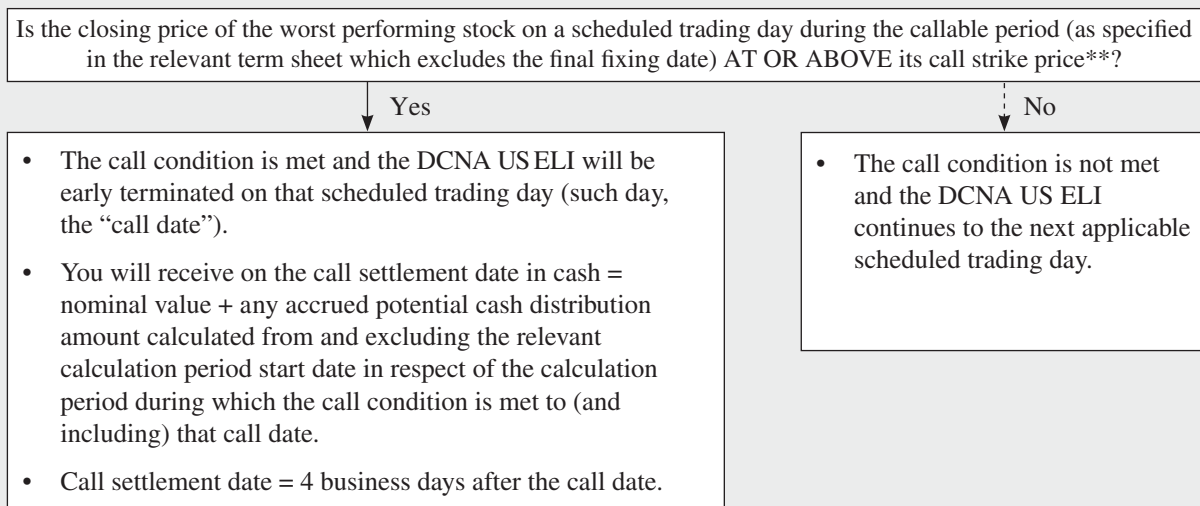 Is the closing price of the worst performing stock on a scheduled trading day during the callable period (as specified
in the relevant term sheet which excludes the final fixing date) AT OR ABOVE its call strike price**?
Yes
No
• The call condition is met and the DCNA US ELI will be
early terminated on that scheduled trading day (such day,
the “call date”).
• You will receive on the call settlement date in cash =
nominal value + any accrued potential cash distribution
amount calculated from and excluding the relevant
calculation period start date in respect of the calculation
period during which the call condition is met to (and
including) that call date.
• Call settlement date = 4 business days after the call date.
• The call condition is not met
and the DCNA US ELI
continues to the next applicable
scheduled trading day.